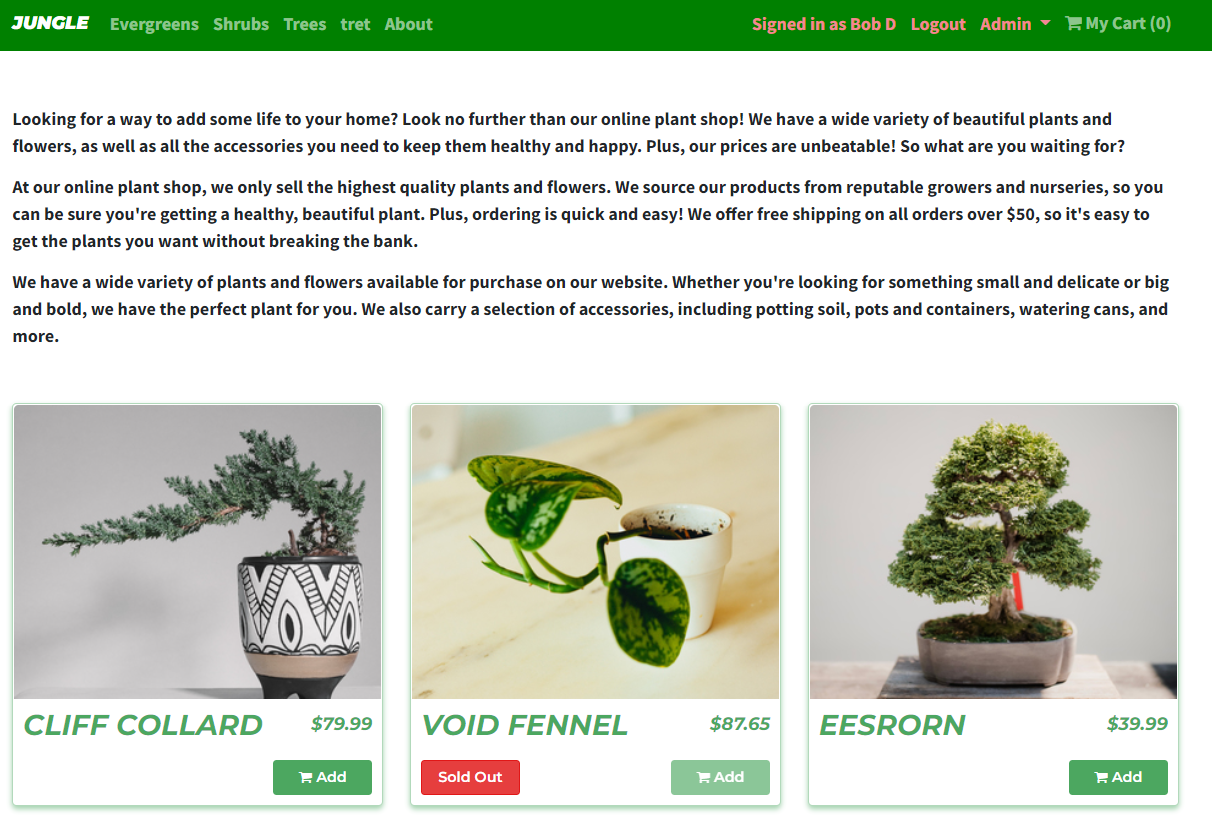 JUNGLE Evergreens Shrubs Trees tret About Signed in as Bob D Logout Admin My Cart (0)
Looking for a way to add some life to your home? Look no further than our online plant shop! We have a wide variety of beautiful plants and
flowers, as well as all the accessories you need to keep them healthy and happy. Plus, our prices are unbeatable! So what are you waiting for?
At our online plant shop, we only sell the highest quality plants and flowers. We source our products from reputable growers and nurseries, so you
can be sure you're getting a healthy, beautiful plant. Plus, ordering is quick and easy! We offer free shipping on all orders over $50, so it's easy to
get the plants you want without breaking the bank.
We have a wide variety of plants and flowers available for purchase on our website. Whether you're looking for something small and delicate or big
and bold, we have the perfect plant for you. We also carry a selection of accessories, including potting soil, pots and containers, watering cans, and
more.
CLIFF COLLARD $79.99
Add
VOID FENNEL $87.65
Sold Out Add
EESRORN $39.99
Add